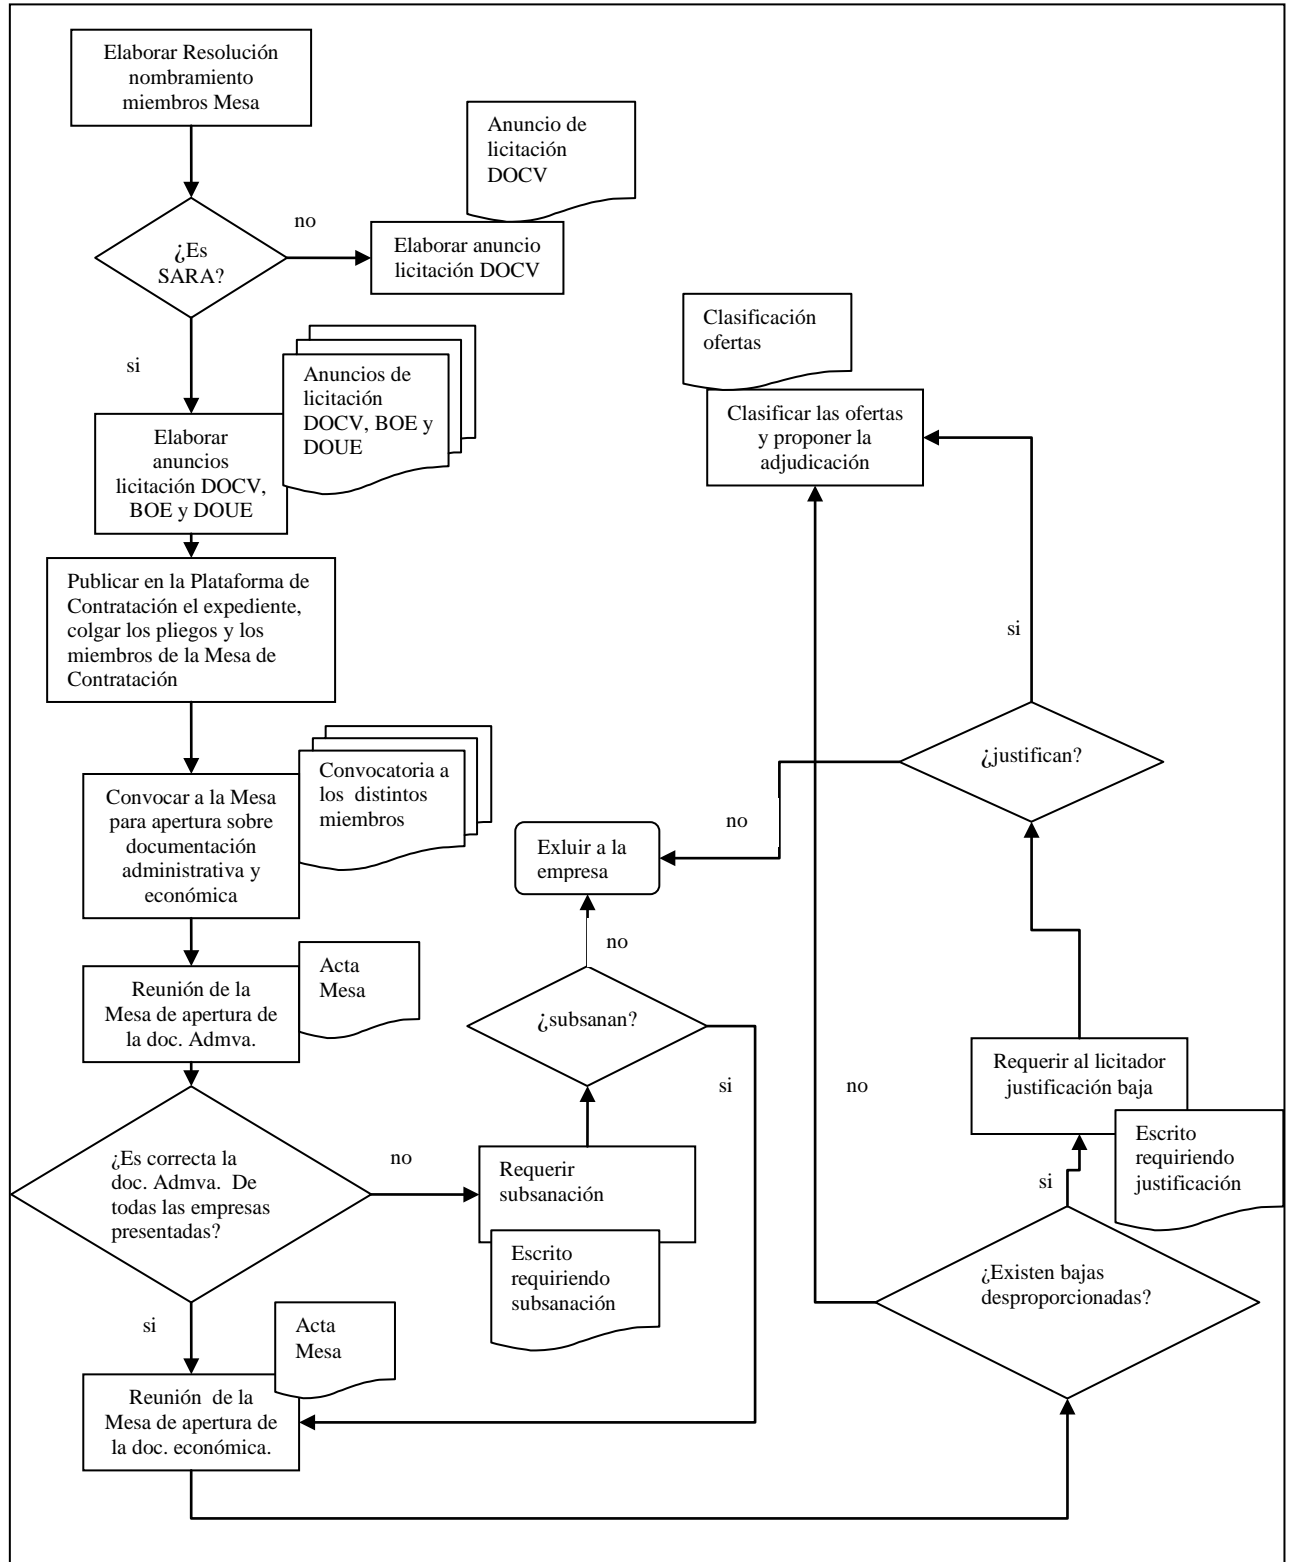 Elaborar Resolución
nombramiento
miembros Mesa
Anuncio de
licitación
DOCV
no
¿Es
SARA?
Elaborar anuncio
licitación DOCV
si
Anuncios de
licitación
DOCV, BOE y
DOUE
Elaborar
anuncios
licitación DOCV,
BOE y DOUE
Clasificación
ofertas
Clasificar las ofertas
y proponer la
adjudicación
Publicar en la Plataforma de
Contratación el expediente,
colgar los pliegos y los
miembros de la Mesa de
Contratación
si
Convocatoria a
los distintos
miembros
Convocar a la Mesa
para apertura sobre
documentación
administrativa y
económica
¿justifican?
no
Exluir a la
empresa
no
Acta
Mesa
Reunión de la
Mesa de apertura de
la doc. Admva.
¿subsanan?
si
no
Requerir al licitador
justificación baja
Escrito
requiriendo
justificación
si
¿Es correcta la
doc. Admva. De
todas las empresas
presentadas?
no
Requerir
subsanación
Escrito
requiriendo
subsanación
¿Existen bajas
desproporcionadas?
si
Acta
Mesa
Reunión de la
Mesa de apertura de
la doc. económica.